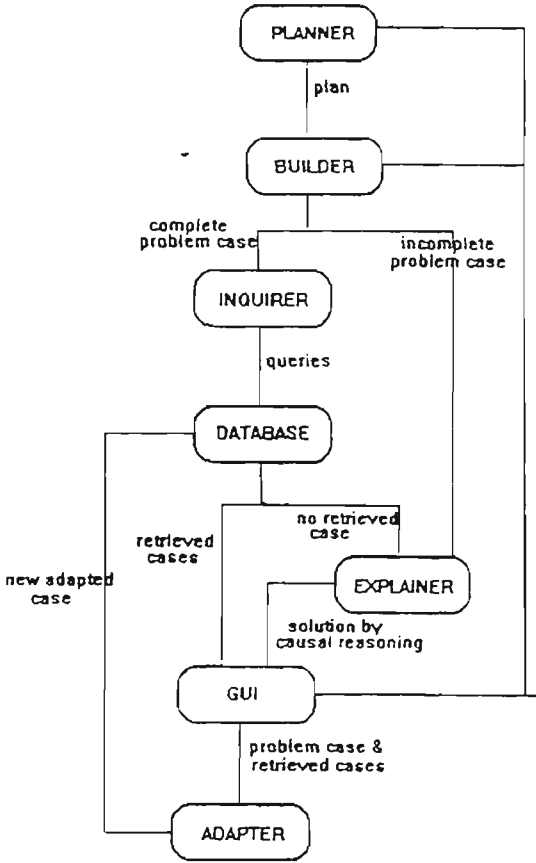 PLANNER
plan
BUILDER
complete
problem case
incomplete
problem case
INQUIRER
queries
DATABASE
no retrieved
case
retrieved
cases
new adapted
case
EXPLAINER
solution by
causal reasoning
GUI
problem case &
retrieved cases
ADAPTER